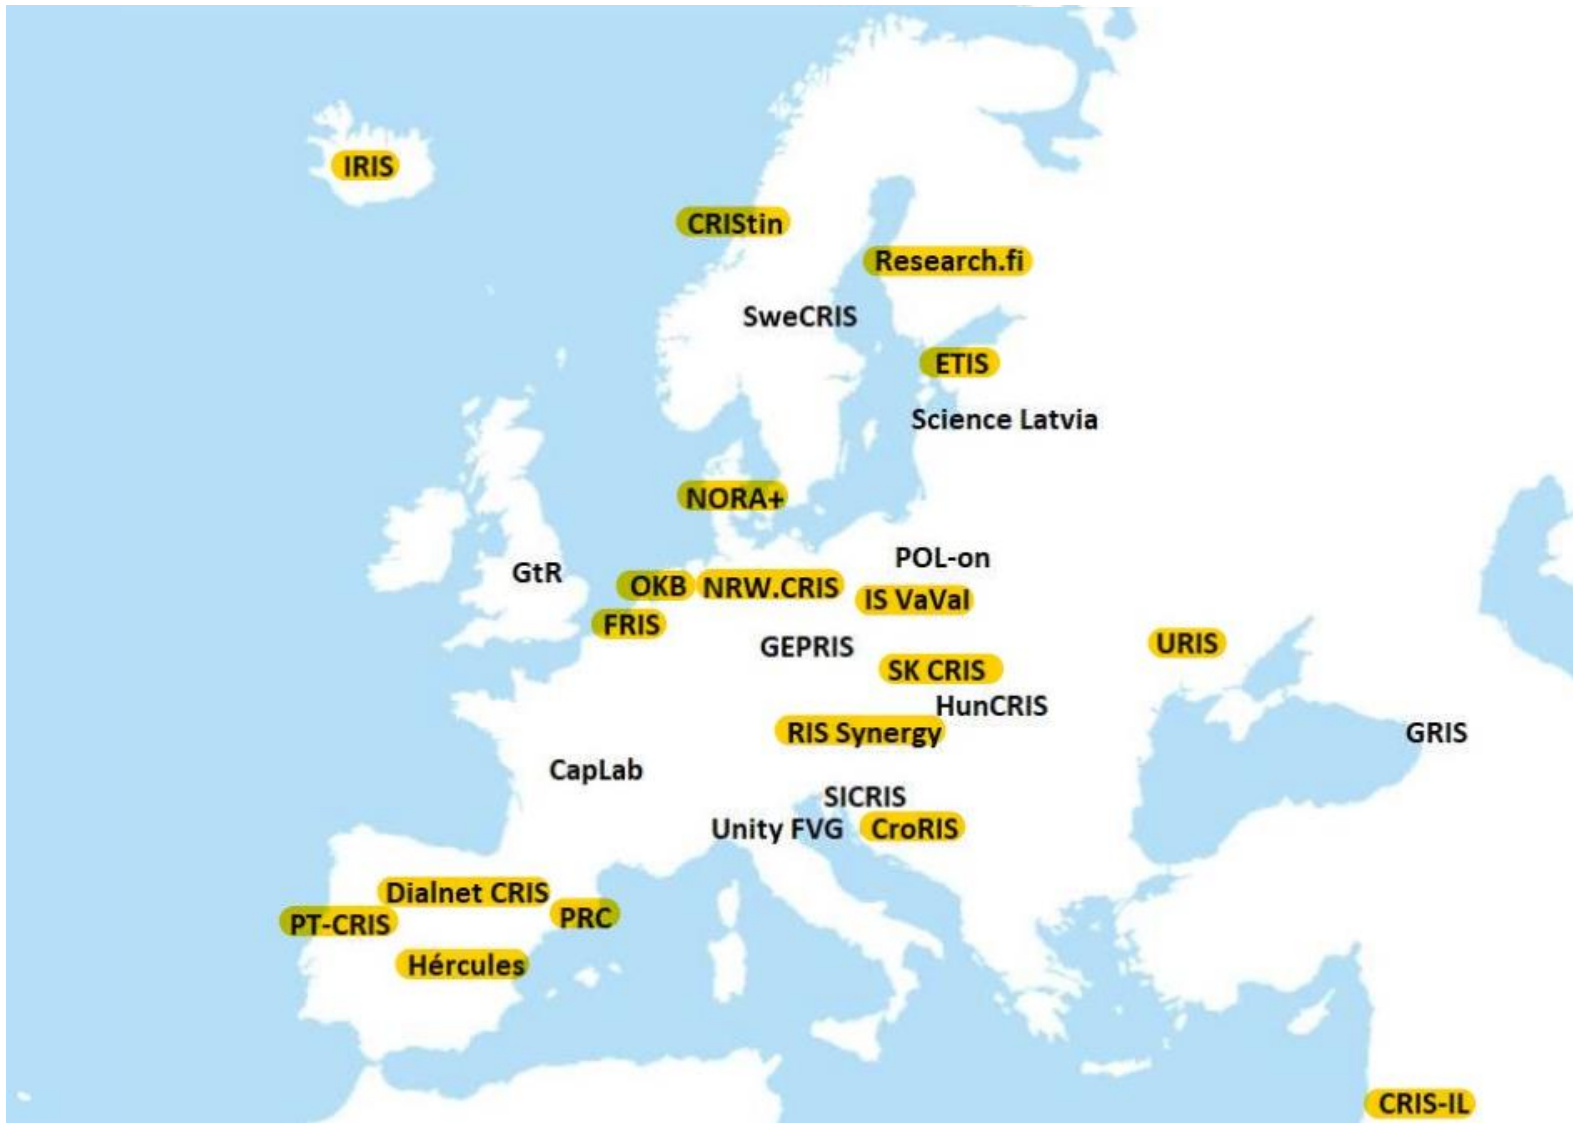 IRIS
CRIStin
Research.fi
SweCRIS
ETIS
Science Latvia
NORA+
POL-on
GtR
OKB
NRW.CRIS
IS VaVaI
FRIS
GEPRIS
URIS
SK CRIS
HunCRIS
RIS Synergy
GRIS
CapLab
SICRIS
Unity FVG
CroRIS
Dialnet CRIS
PRC
PT-CRIS
Hércules
CRIS-IL